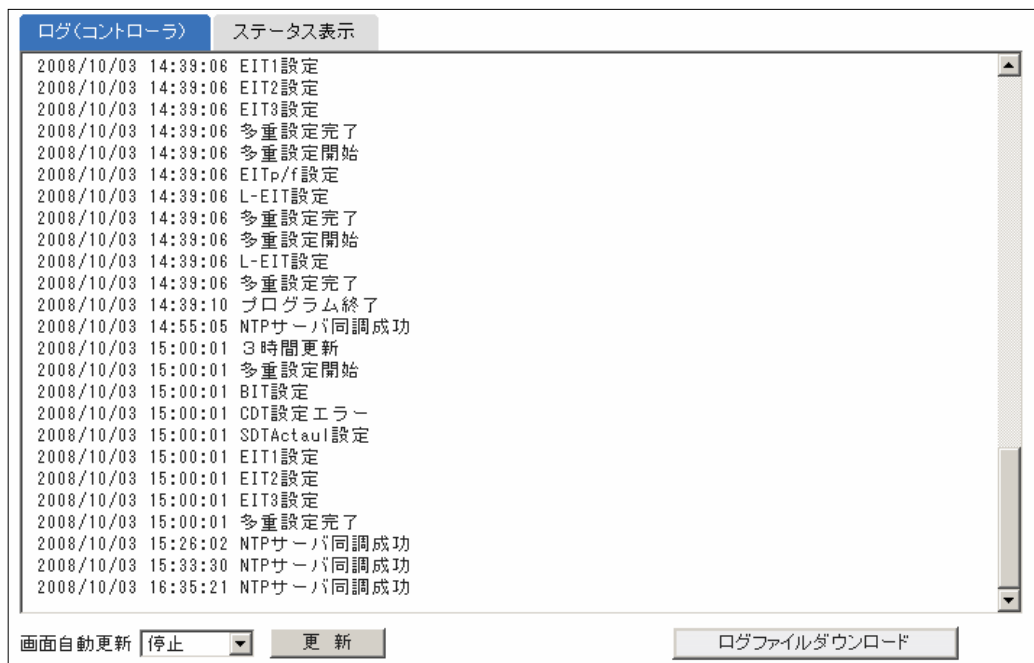 ログ(コントローラ) ステータス表示
2008/10/03 14:39:06 EIT1設定
2008/10/03 14:39:06 EIT2設定
2008/10/03 14:39:06 EIT3設定
2008/10/03 14:39:06 多重設定完了
2008/10/03 14:39:06 多重設定開始
2008/10/03 14:39:06 EITp/f設定
2008/10/03 14:39:06 L-EIT設定
2008/10/03 14:39:06 多重設定完了
2008/10/03 14:39:06 多重設定開始
2008/10/03 14:39:06 L-EIT設定
2008/10/03 14:39:06 多重設定完了
2008/10/03 14:39:10 プログラム終了
2008/10/03 14:55:05 NTPサーバ同調成功
2008/10/03 15:00:01 3時間更新
2008/10/03 15:00:01 多重設定開始
2008/10/03 15:00:01 BIT設定
2008/10/03 15:00:01 CDT設定エラー
2008/10/03 15:00:01 SDTActaul設定
2008/10/03 15:00:01 EIT1設定
2008/10/03 15:00:01 EIT2設定
2008/10/03 15:00:01 EIT3設定
2008/10/03 15:00:01 多重設定完了
2008/10/03 15:26:02 NTPサーバ同調成功
2008/10/03 15:33:30 NTPサーバ同調成功
2008/10/03 16:35:21 NTPサーバ同調成功
画面自動更新 停止 更 新 ログファイルダウンロード